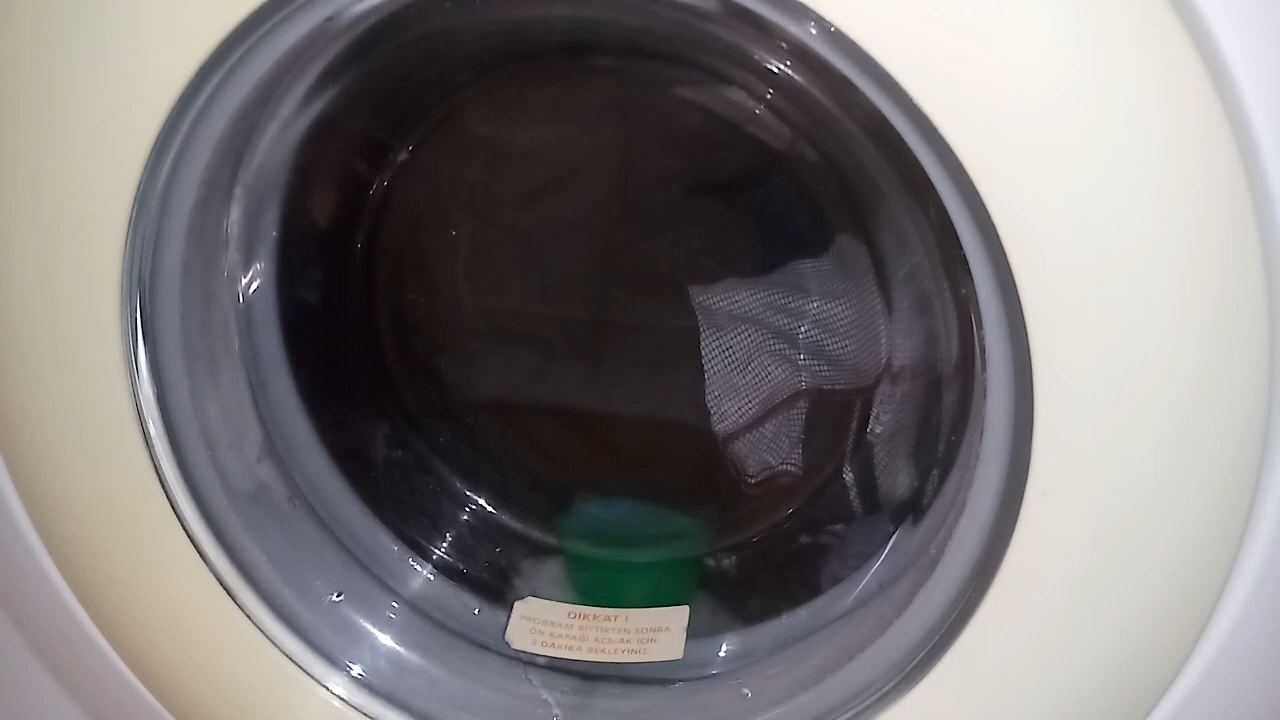 DİKKAT !
PROGRAM BİTTİKTEN SONRA
ÖN KAPAĞI AÇMAK İÇİN
2 DAKİKA BEKLEYİNİZ.